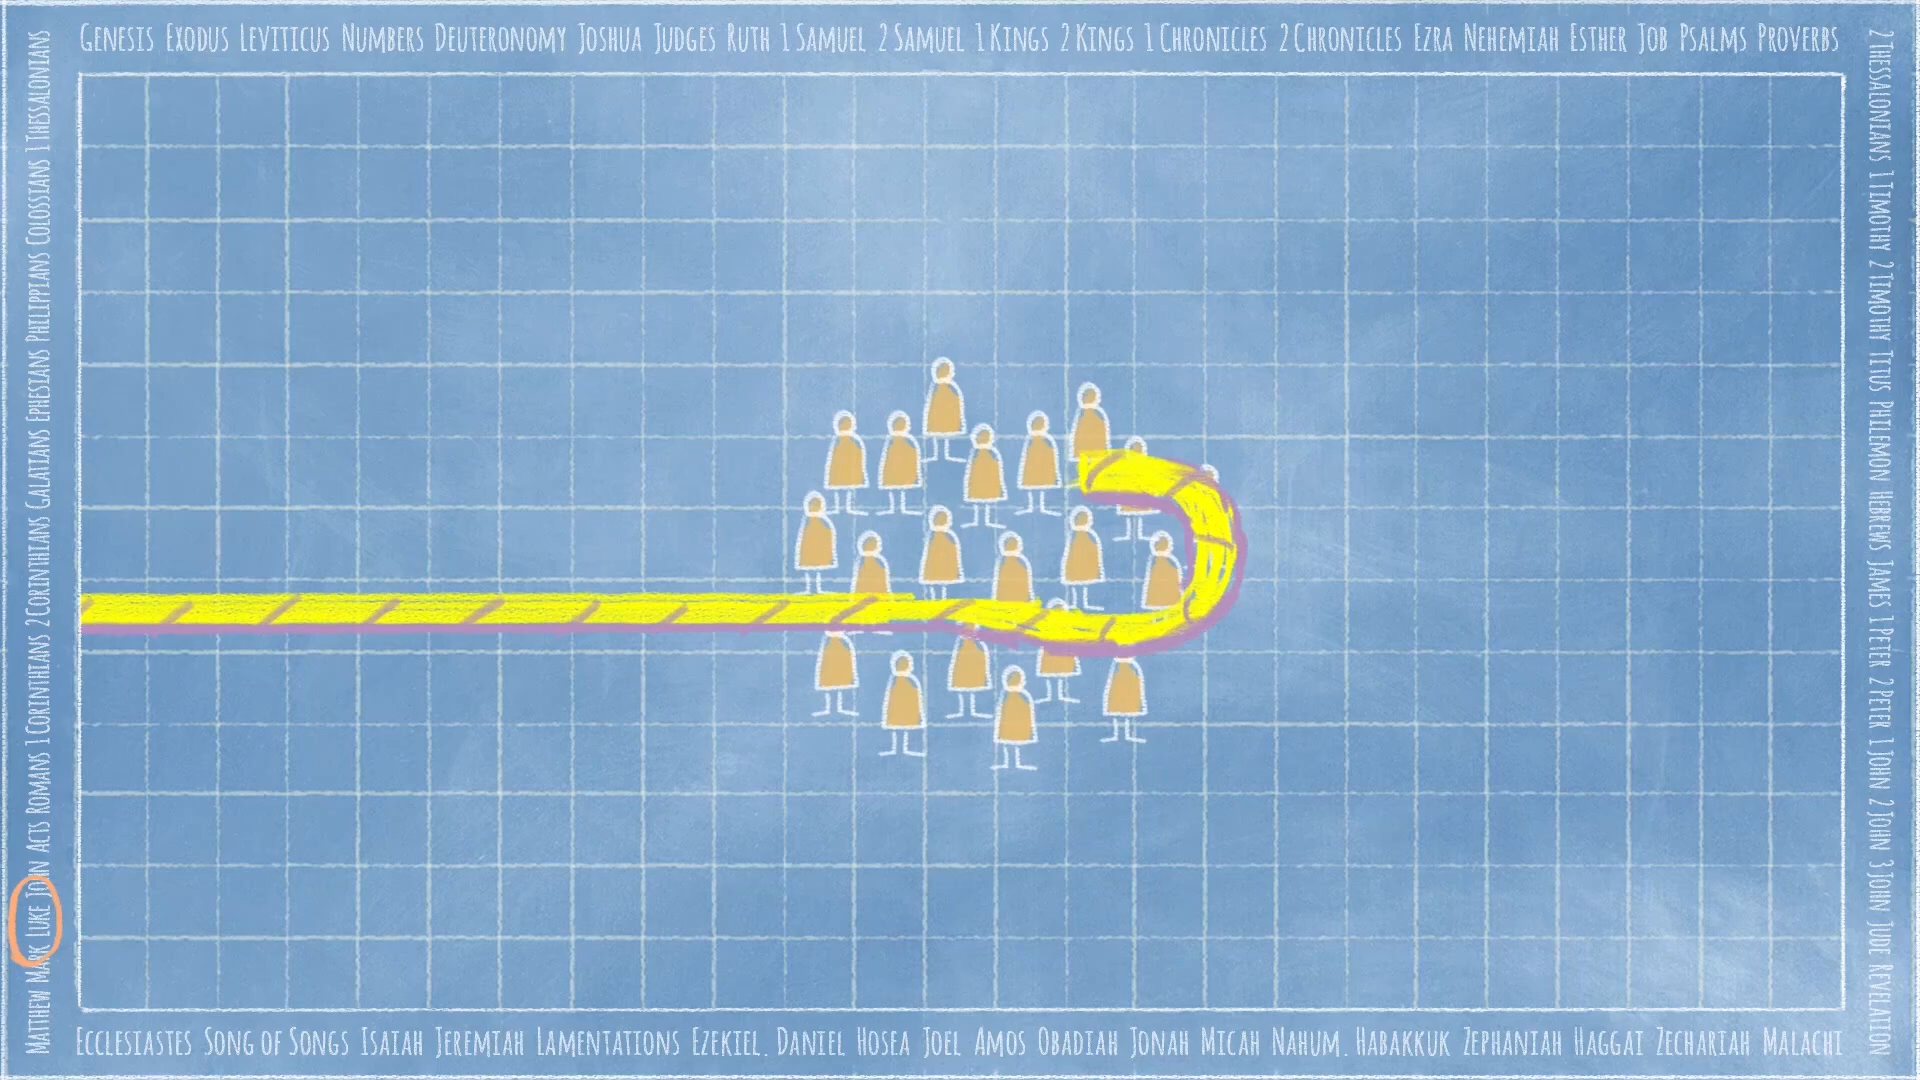 Genesis Exodus Leviticus Numbers Deuteronomy Joshua Judges Ruth 1 Samuel 2 Samuel 1 Kings 2 Kings 1 Chronicles 2 Chronicles Ezra Nehemiah Esther Job Psalms Proverbs
Ecclesiastes Song of Songs Isaiah Jeremiah Lamentations Ezekiel. Daniel Hosea Joel Amos Obadiah Jonah Micah Nahum. Habakkuk Zephaniah Haggai Zechariah Malachi
Matthew Mark Luke John Acts Romans 1 Corinthians 2 Corinthians Galatians Ephesians Philippians Colossians 1 Thessalonians
2 Thessalonians 1 Timothy 2 Timothy Titus Philemon Hebrews James 1 Peter 2 Peter 1 John 2 John 3 John Jude Revelation